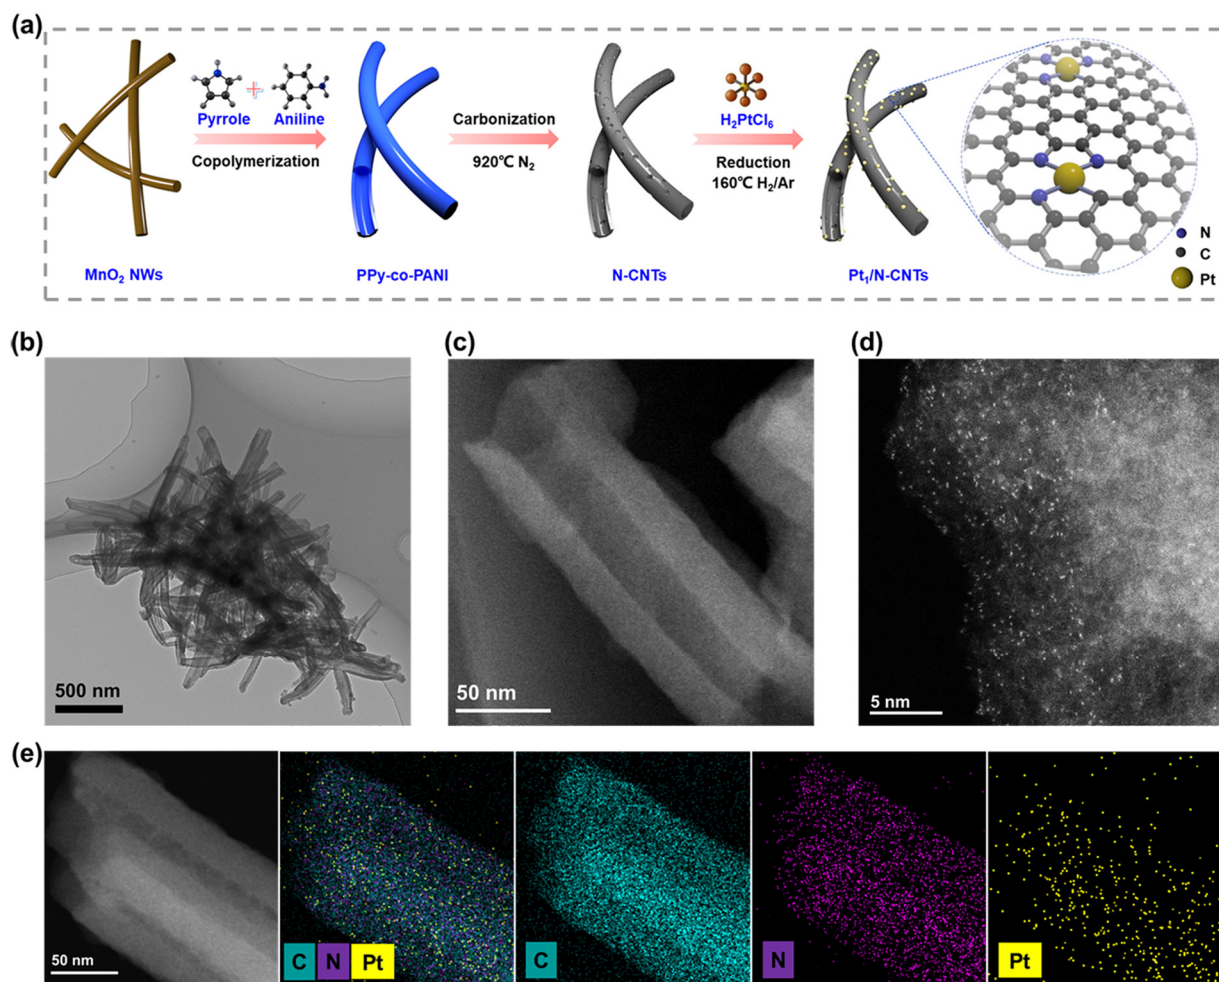 (a)
Pyrrole
Aniline
Copolymerization
Carbonization
920℃ N₂
H₂PtCl₆
Reduction
160℃ H₂/Ar
MnO₂ NWs
PPy-co-PANI
N-CNTs
Pt₁/N-CNTs
N
C
Pt
(b)
500 nm
(c)
50 nm
(d)
5 nm
(e)
50 nm
C N Pt
C
N
Pt